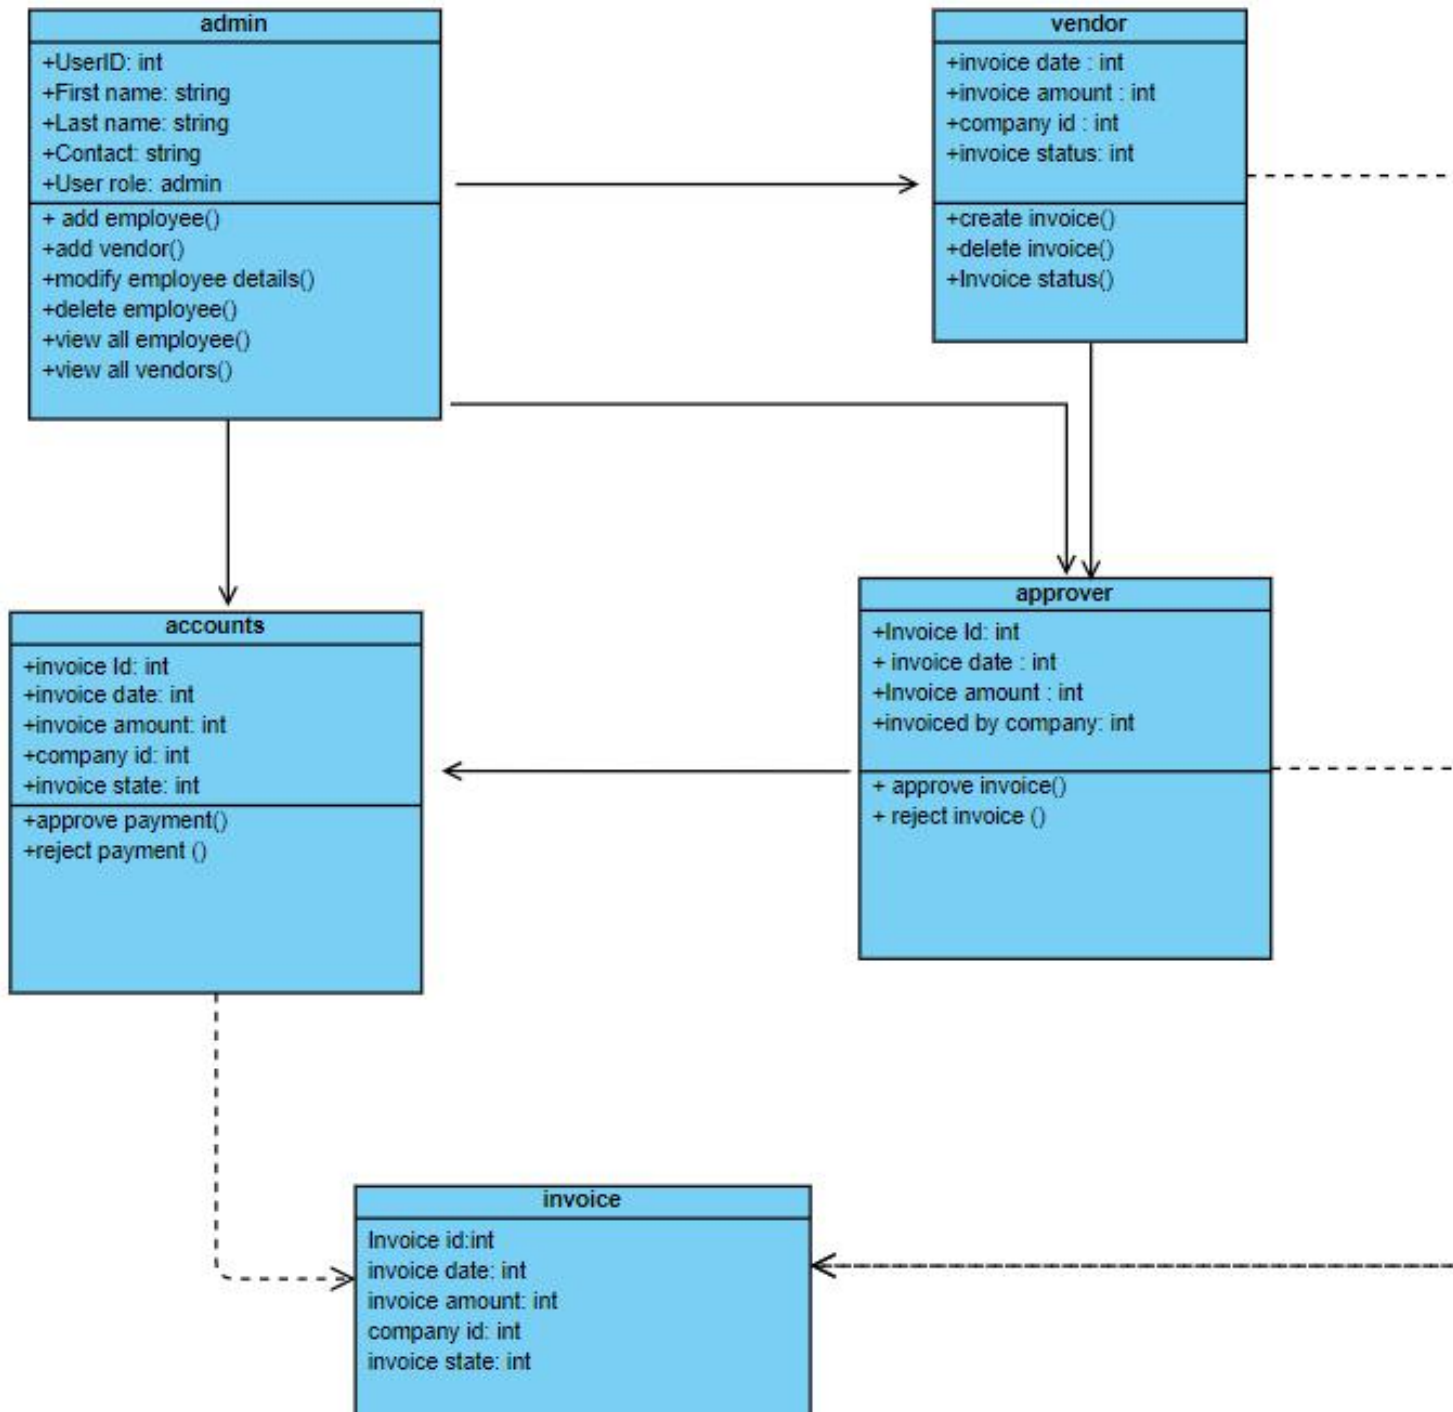 admin
+UserID: int
+First name: string
+Last name: string
+Contact: string
+User role: admin
+ add employee()
+add vendor()
+modify employee details()
+delete employee()
+view all employee()
+view all vendors()
vendor
+invoice date : int
+invoice amount : int
+company id : int
+invoice status: int
+create invoice()
+delete invoice()
+Invoice status()
accounts
+invoice Id: int
+invoice date: int
+invoice amount: int
+company id: int
+invoice state: int
+approve payment()
+reject payment ()
approver
+Invoice Id: int
+ invoice date : int
+Invoice amount : int
+invoiced by company: int
+ approve invoice()
+ reject invoice ()
invoice
Invoice id:int
invoice date: int
invoice amount: int
company id: int
invoice state: int